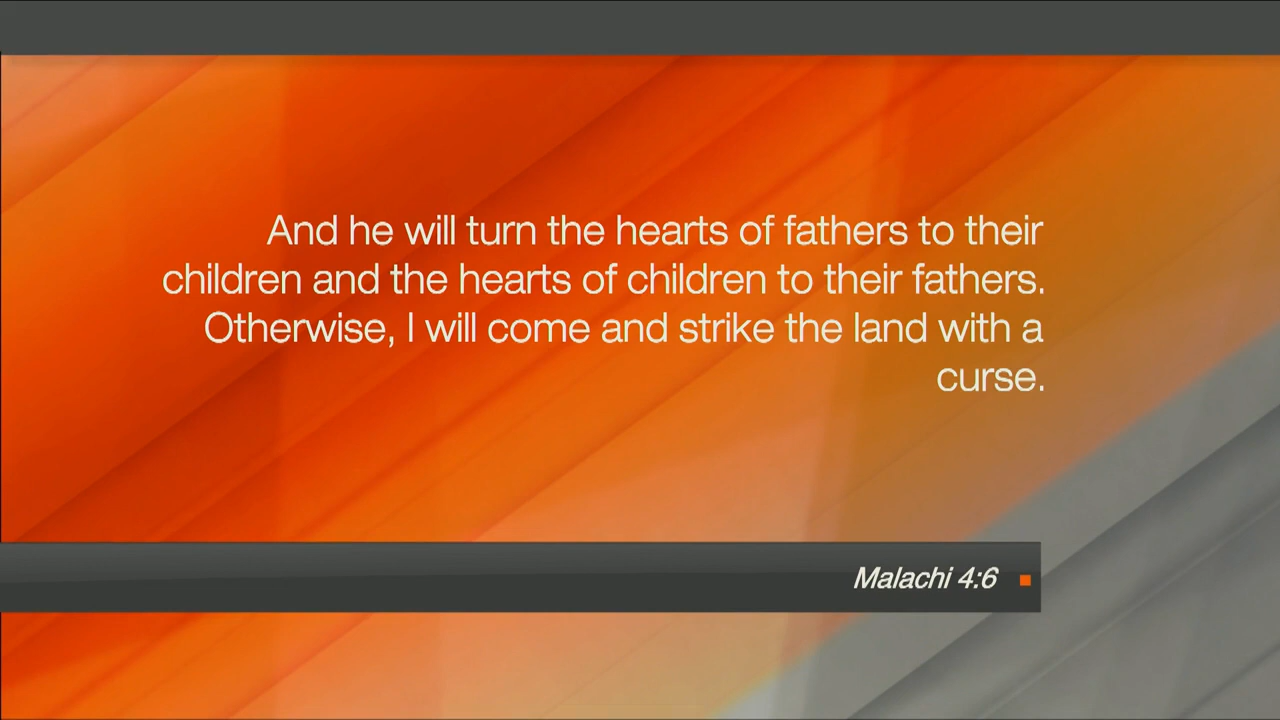 And he will turn the hearts of fathers to their
children and the hearts of children to their fathers.
Otherwise, I will come and strike the land with a
curse.
Malachi 4:6